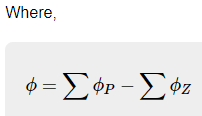 Where,
ϕ = ∑ ϕ_P − ∑ ϕ_Z